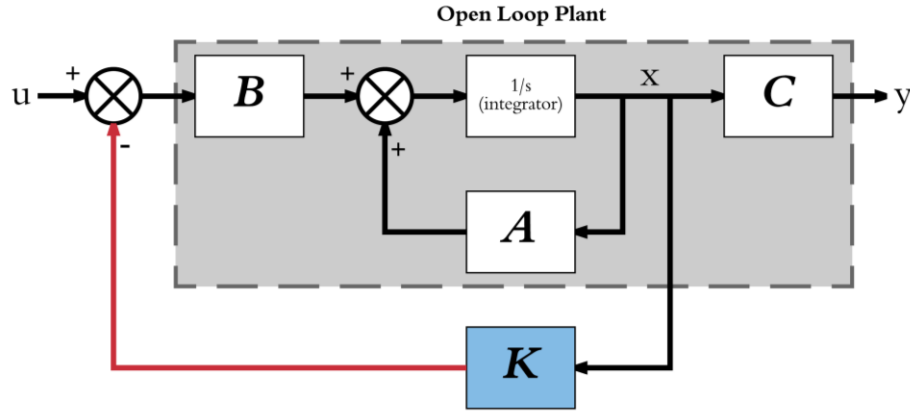 Open Loop Plant
u
+
-
B
+
+
1/s
(integrator)
x
C
y
A
K